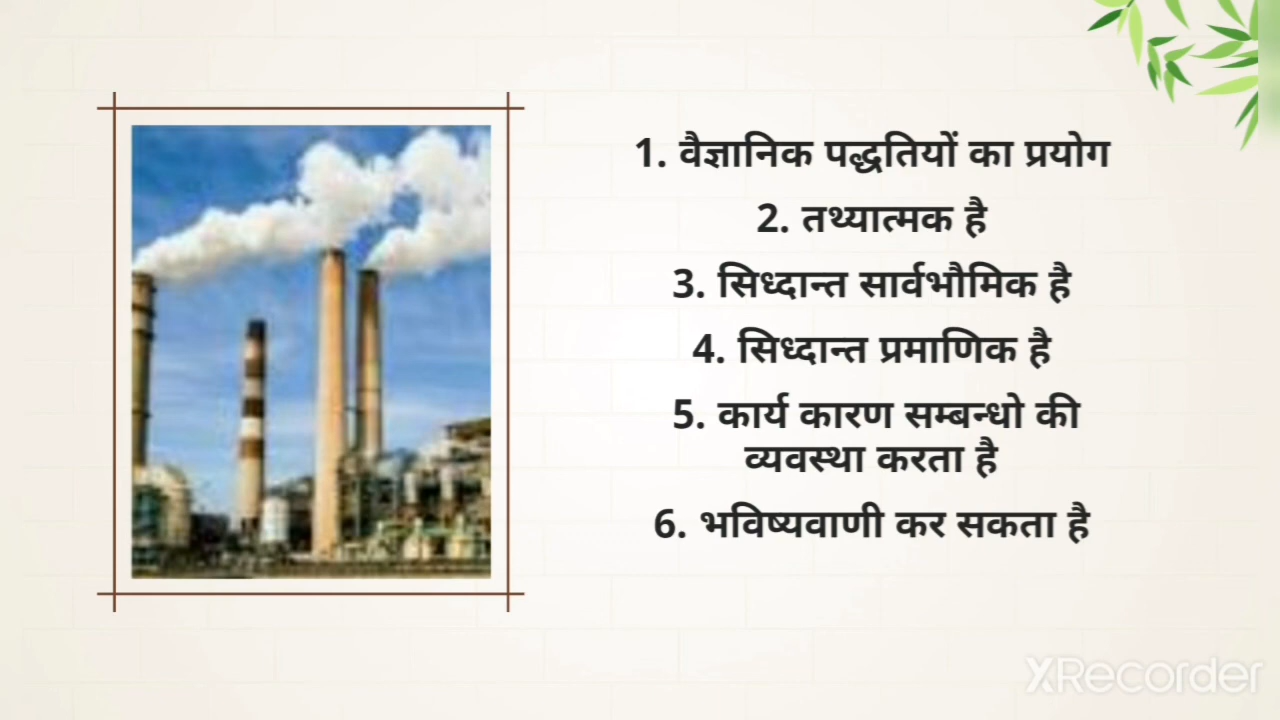 1. वैज्ञानिक पद्धतियों का प्रयोग
2. तथ्यात्मक है
3. सिध्दान्त सार्वभौमिक है
4. सिध्दान्त प्रमाणिक है
5. कार्य कारण सम्बन्धो की
व्यवस्था करता है
6. भविष्यवाणी कर सकता है
XRecorder